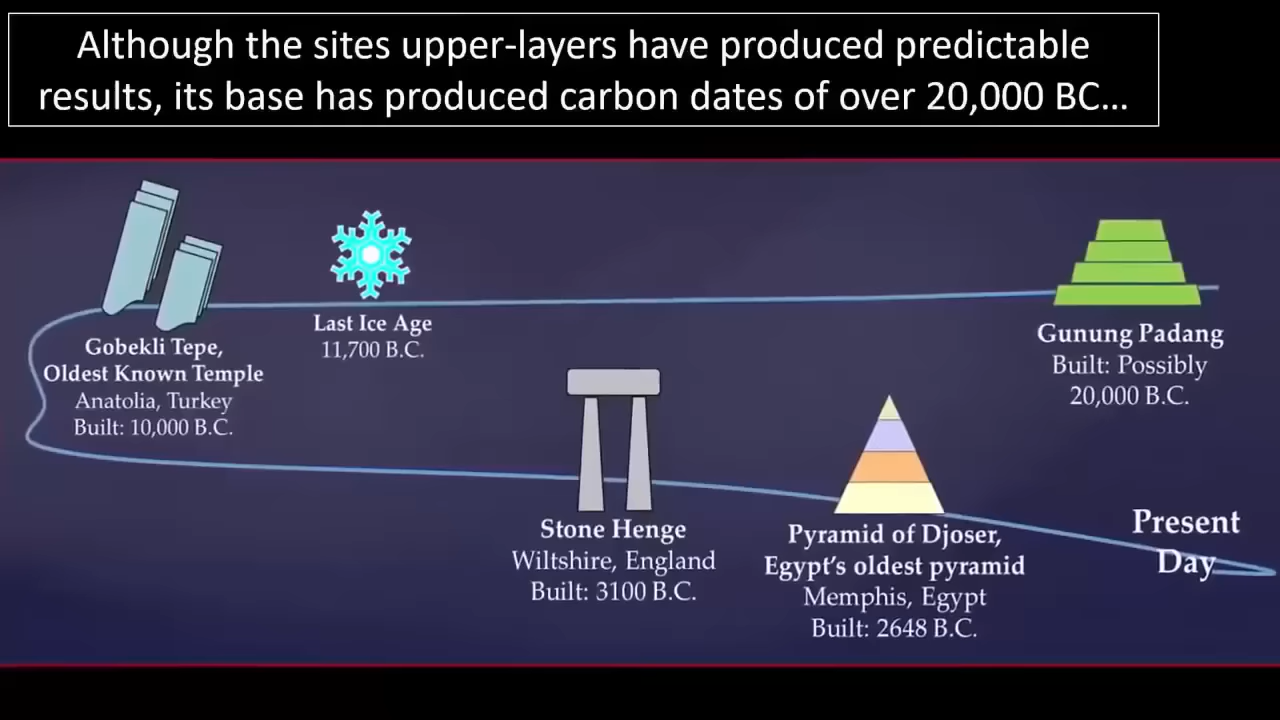 Although the sites upper-layers have produced predictable
results, its base has produced carbon dates of over 20,000 BC...
Gobekli Tepe,
Oldest Known Temple
Anatolia, Turkey
Built: 10,000 B.C.
Last Ice Age
11,700 B.C.
Gunung Padang
Built: Possibly
20,000 B.C.
Stone Henge
Wiltshire, England
Built: 3100 B.C.
Pyramid of Djoser,
Egypt's oldest pyramid
Memphis, Egypt
Built: 2648 B.C.
Present
Day